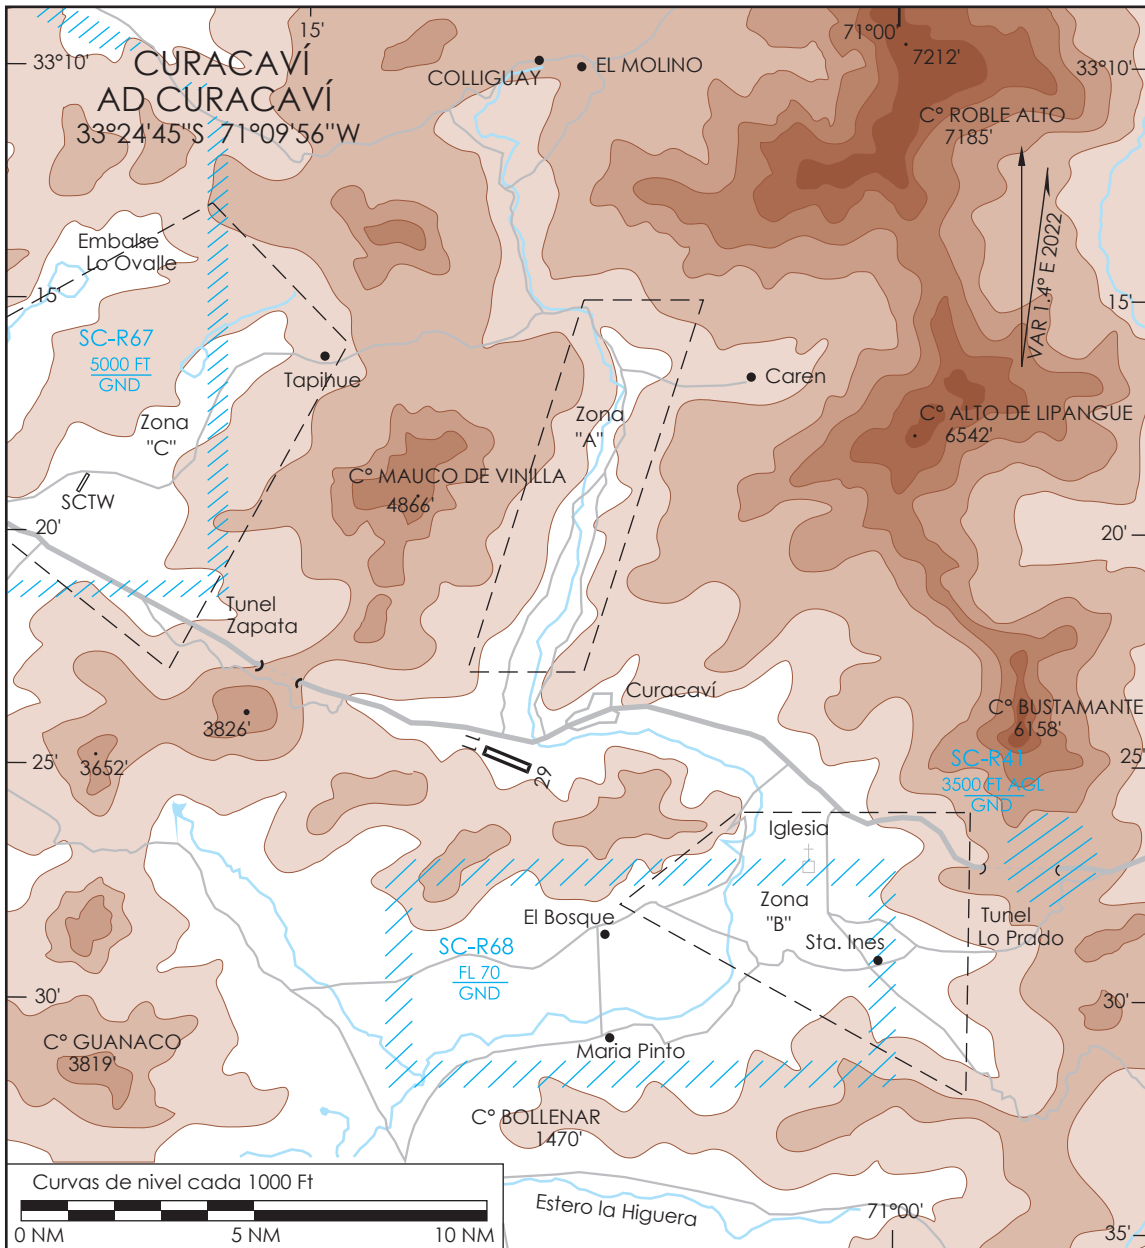 15'
71°00'
33°10'
CURACAVÍ
AD CURACAVÍ
33°24'45"S 71°09'56"W
COLLIGUAY
EL MOLINO
7212'
33°10'
C° ROBLE ALTO
7185'
VAR 1.4° E 2022
Embalse
Lo Ovalle
15'
15'
SC-R67
5000 FT
GND
Tapihue
Caren
Zona
"C"
Zona
"A"
C° ALTO DE LIPANGUE
6542'
C° MAUCO DE VINILLA
4866'
SCTW
20'
20'
Tunel
Zapata
Curacaví
3826'
3652'
C° BUSTAMANTE
6158'
11
29
25'
25'
SC-R41
3500 FT AGL
GND
Iglesia
Zona
"B"
El Bosque
Sta. Ines
Tunel
Lo Prado
SC-R68
FL 70
GND
30'
30'
C° GUANACO
3819'
Maria Pinto
C° BOLLENAR
1470'
Curvas de nivel cada 1000 Ft
0 NM
5 NM
10 NM
Estero la Higuera
71°00'
35'